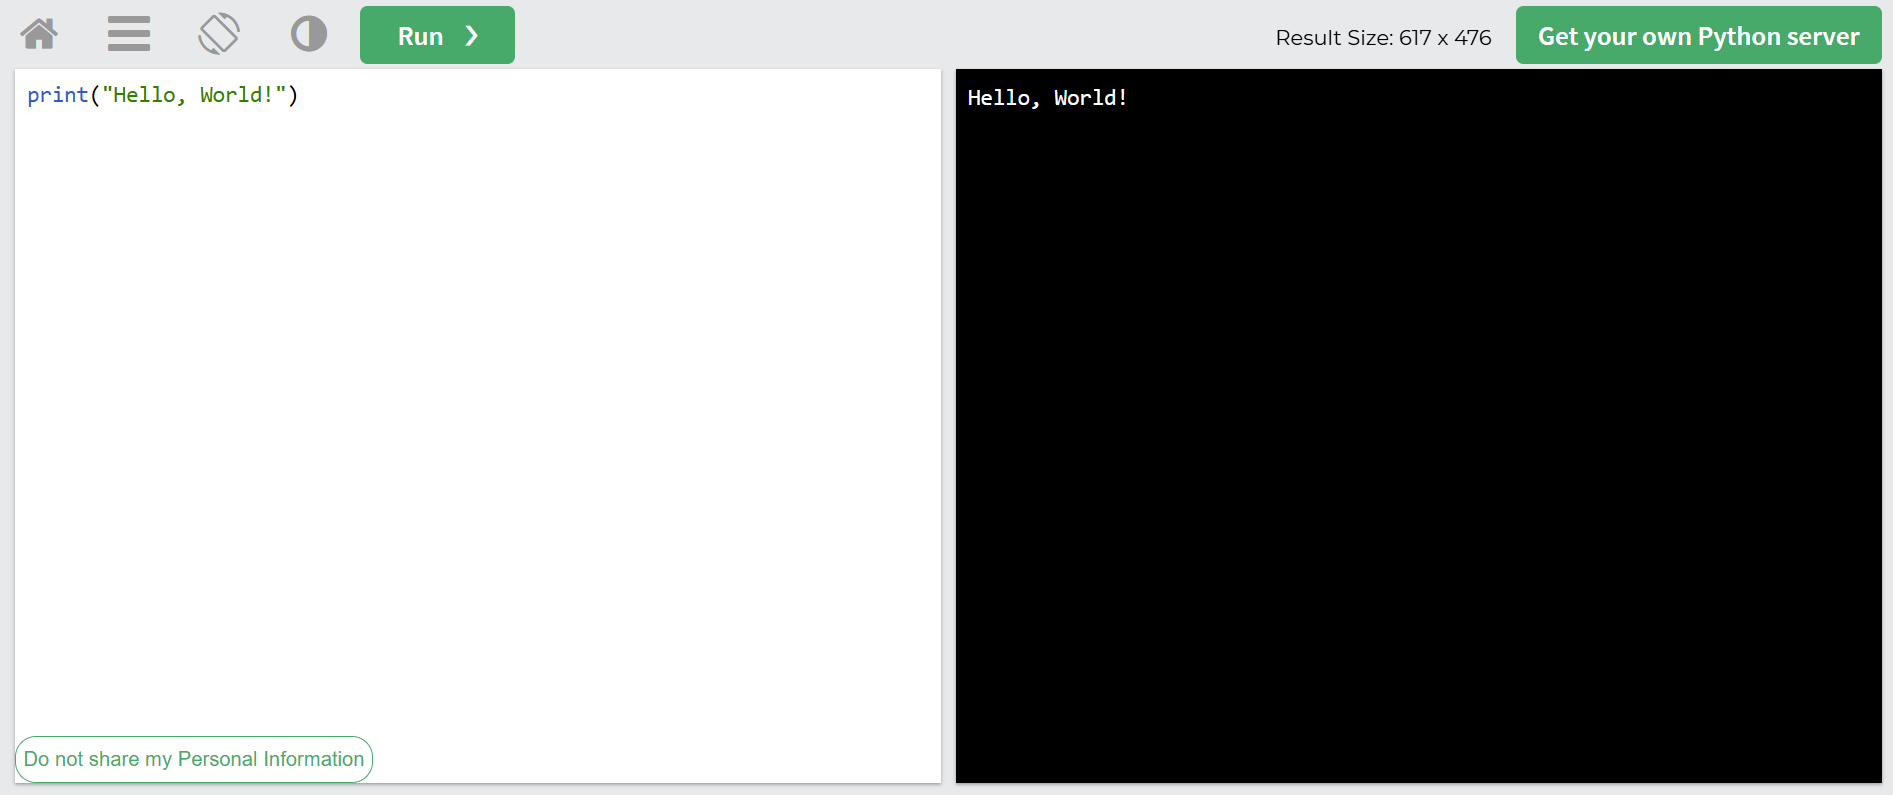 Run ❯
Result Size: 617 x 476
Get your own Python server
print("Hello, World!")
Hello, World!
Do not share my Personal Information